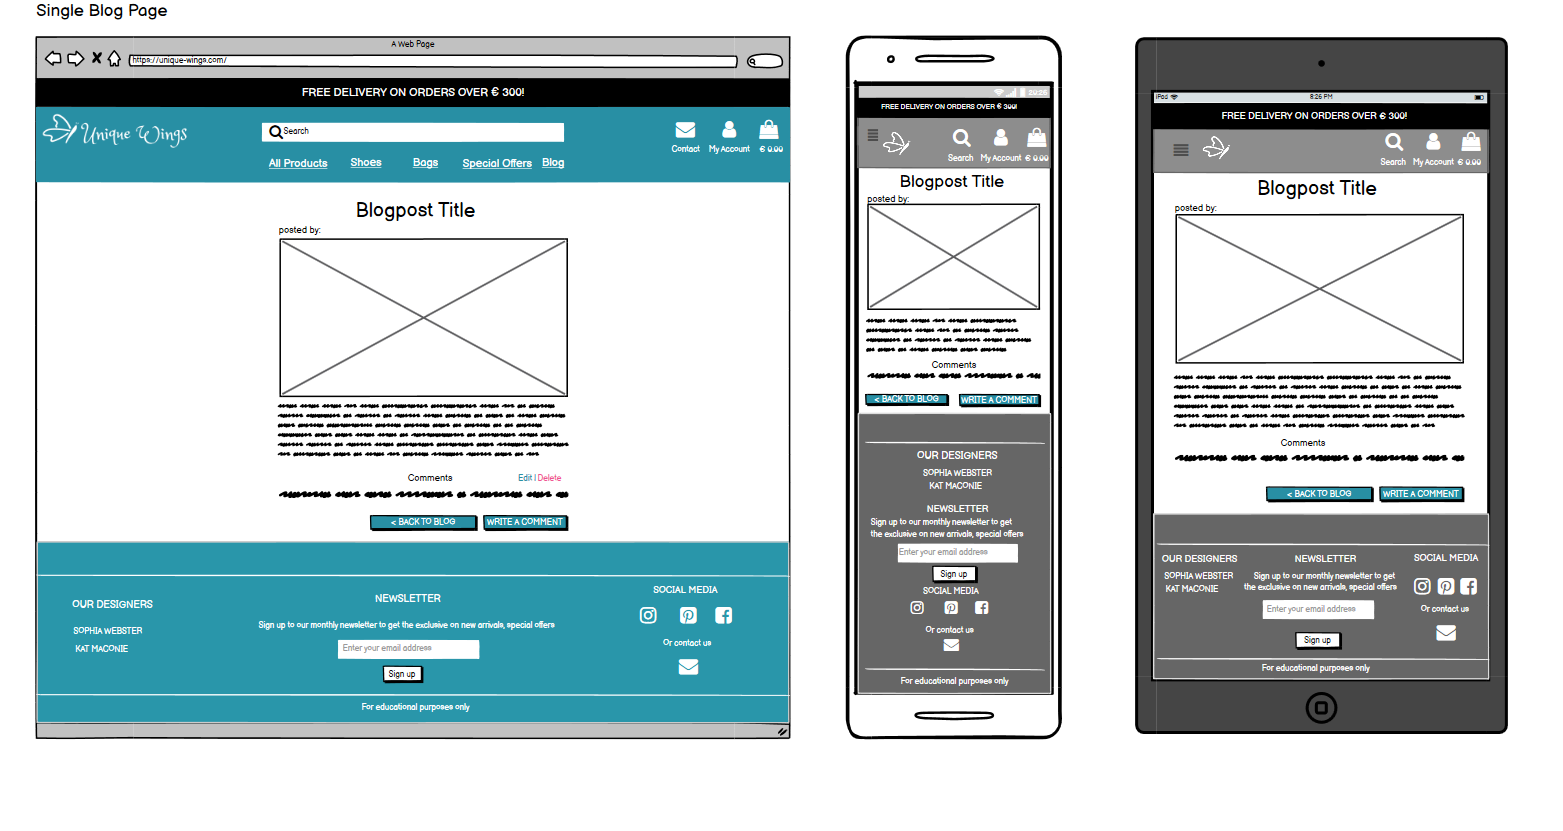 Single Blog Page
A Web Page
https://unique-wings.com/
FREE DELIVERY ON ORDERS OVER € 300!
Unique Wings
Search
Contact
My Account
€ 0.00
All Products
Shoes
Bags
Special Offers
Blog
Blogpost Title
posted by:
Comments
Edit | Delete
< BACK TO BLOG
WRITE A COMMENT
OUR DESIGNERS
SOPHIA WEBSTER
KAT MACONIE
NEWSLETTER
Sign up to our monthly newsletter to get the exclusive on new arrivals, special offers
Enter your email address
Sign up
SOCIAL MEDIA
Or contact us
For educational purposes only
20:26
FREE DELIVERY ON ORDERS OVER € 300!
Search
My Account
€ 0.00
Blogpost Title
posted by:
Comments
< BACK TO BLOG
WRITE A COMMENT
OUR DESIGNERS
SOPHIA WEBSTER
KAT MACONIE
NEWSLETTER
Sign up to our monthly newsletter to get
the exclusive on new arrivals, special offers
Enter your email address
Sign up
SOCIAL MEDIA
Or contact us
For educational purposes only
iPod
8:26 PM
FREE DELIVERY ON ORDERS OVER € 300!
Search
My Account
€ 0.00
Blogpost Title
posted by:
Comments
< BACK TO BLOG
WRITE A COMMENT
OUR DESIGNERS
SOPHIA WEBSTER
KAT MACONIE
NEWSLETTER
Sign up to our monthly newsletter to get
the exclusive on new arrivals, special offers
Enter your email address
Sign up
SOCIAL MEDIA
Or contact us
For educational purposes only